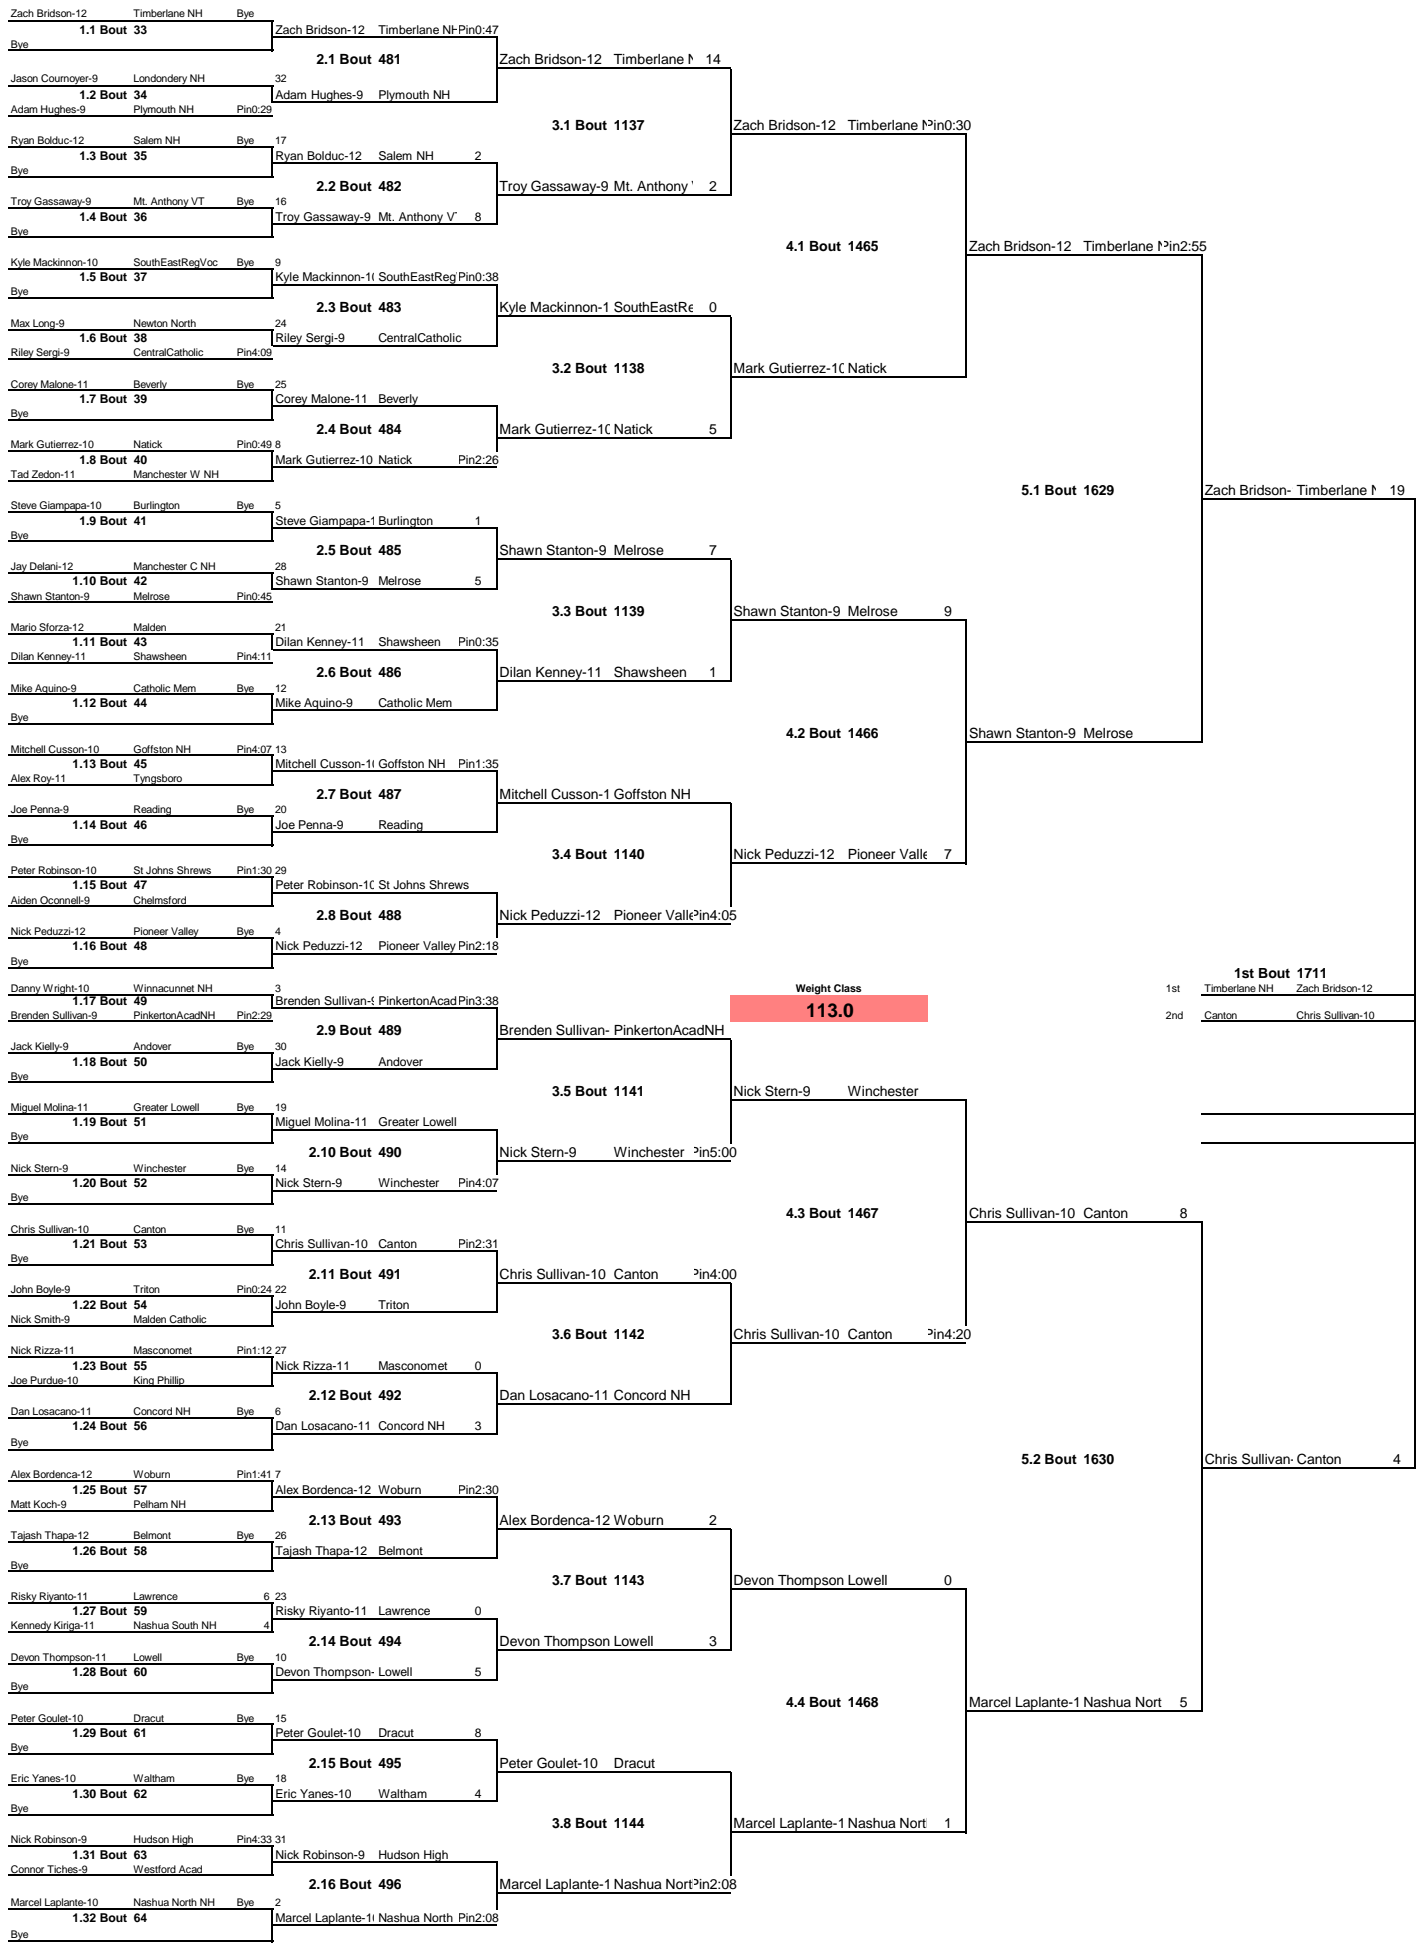 Zach Bridson-12 Timberlane NH Bye
1.1 Bout 33
Bye
Jason Cournoyer-9 Londondery NH 32
1.2 Bout 34
Adam Hughes-9 Plymouth NH Pin0:29
Ryan Bolduc-12 Salem NH Bye 17
1.3 Bout 35
Bye
Troy Gassaway-9 Mt. Anthony VT Bye 16
1.4 Bout 36
Bye
Kyle Mackinnon-10 SouthEastRegVoc Bye 9
1.5 Bout 37
Bye
Max Long-9 Newton North 24
1.6 Bout 38
Riley Sergi-9 CentralCatholic Pin4:09
Corey Malone-11 Beverly Bye 25
1.7 Bout 39
Bye
Mark Gutierrez-10 Natick Pin0:49 8
1.8 Bout 40
Tad Zedon-11 Manchester W NH
Steve Giampapa-10 Burlington Bye 5
1.9 Bout 41
Bye
Jay Delani-12 Manchester C NH 28
1.10 Bout 42
Shawn Stanton-9 Melrose Pin0:45
Mario Sforza-12 Malden 21
1.11 Bout 43
Dilan Kenney-11 Shawsheen Pin4:11
Mike Aquino-9 Catholic Mem Bye 12
1.12 Bout 44
Bye
Mitchell Cusson-10 Goffston NH Pin4:07 13
1.13 Bout 45
Alex Roy-11 Tyngsboro
Joe Penna-9 Reading Bye 20
1.14 Bout 46
Bye
Peter Robinson-10 St Johns Shrews Pin1:30 29
1.15 Bout 47
Aiden Oconnell-9 Chelmsford
Nick Peduzzi-12 Pioneer Valley Bye 4
1.16 Bout 48
Bye
Danny Wright-10 Winnacunnet NH 3
1.17 Bout 49
Brenden Sullivan-9 PinkertonAcadNH Pin2:29
Jack Kielly-9 Andover Bye 30
1.18 Bout 50
Bye
Miguel Molina-11 Greater Lowell Bye 19
1.19 Bout 51
Bye
Nick Stern-9 Winchester Bye 14
1.20 Bout 52
Bye
Chris Sullivan-10 Canton Bye 11
1.21 Bout 53
Bye
John Boyle-9 Triton Pin0:24 22
1.22 Bout 54
Nick Smith-9 Malden Catholic
Nick Rizza-11 Masconomet Pin1:12 27
1.23 Bout 55
Joe Purdue-10 King Phillip
Dan Losacano-11 Concord NH Bye 6
1.24 Bout 56
Bye
Alex Bordenca-12 Woburn Pin1:41 7
1.25 Bout 57
Matt Koch-9 Pelham NH
Tajash Thapa-12 Belmont Bye 26
1.26 Bout 58
Bye
Risky Riyanto-11 Lawrence 6 23
1.27 Bout 59
Kennedy Kiriga-11 Nashua South NH 4
Devon Thompson-11 Lowell Bye 10
1.28 Bout 60
Bye
Peter Goulet-10 Dracut Bye 15
1.29 Bout 61
Bye
Eric Yanes-10 Waltham Bye 18
1.30 Bout 62
Bye
Nick Robinson-9 Hudson High Pin4:33 31
1.31 Bout 63
Connor Tiches-9 Westford Acad
Marcel Laplante-10 Nashua North NH Bye 2
1.32 Bout 64
Bye
Zach Bridson-12 Timberlane NH Pin0:47
2.1 Bout 481
Adam Hughes-9 Plymouth NH
Ryan Bolduc-12 Salem NH 2
2.2 Bout 482
Troy Gassaway-9 Mt. Anthony V 8
Kyle Mackinnon-1 SouthEastReg Pin0:38
2.3 Bout 483
Riley Sergi-9 CentralCatholic
Corey Malone-11 Beverly
2.4 Bout 484
Mark Gutierrez-10 Natick Pin2:26
Steve Giampapa-1 Burlington 1
2.5 Bout 485
Shawn Stanton-9 Melrose 5
Dilan Kenney-11 Shawsheen Pin0:35
2.6 Bout 486
Mike Aquino-9 Catholic Mem
Mitchell Cusson-1 Goffston NH Pin1:35
2.7 Bout 487
Joe Penna-9 Reading
Peter Robinson-10 St Johns Shrews
2.8 Bout 488
Nick Peduzzi-12 Pioneer Valley Pin2:18
Brenden Sullivan-9 PinkertonAcad Pin3:38
2.9 Bout 489
Jack Kielly-9 Andover
Miguel Molina-11 Greater Lowell
2.10 Bout 490
Nick Stern-9 Winchester Pin4:07
Chris Sullivan-10 Canton Pin2:31
2.11 Bout 491
John Boyle-9 Triton
Nick Rizza-11 Masconomet 0
2.12 Bout 492
Dan Losacano-11 Concord NH 3
Alex Bordenca-12 Woburn Pin2:30
2.13 Bout 493
Tajash Thapa-12 Belmont
Risky Riyanto-11 Lawrence 0
2.14 Bout 494
Devon Thompson- Lowell 5
Peter Goulet-10 Dracut 8
2.15 Bout 495
Eric Yanes-10 Waltham 4
Nick Robinson-9 Hudson High
2.16 Bout 496
Marcel Laplante-1 Nashua North Pin2:08
Zach Bridson-12 Timberlane 14
3.1 Bout 1137
Troy Gassaway-9 Mt. Anthony 2
Kyle Mackinnon-1 SouthEastRe 0
3.2 Bout 1138
Mark Gutierrez-10 Natick 5
Shawn Stanton-9 Melrose 7
3.3 Bout 1139
Dilan Kenney-11 Shawsheen 1
Mitchell Cusson-1 Goffston NH
3.4 Bout 1140
Nick Peduzzi-12 Pioneer Valle Pin4:05
Brenden Sullivan- PinkertonAcadNH
3.5 Bout 1141
Nick Stern-9 Winchester Pin5:00
Chris Sullivan-10 Canton Pin4:00
3.6 Bout 1142
Dan Losacano-11 Concord NH
Alex Bordenca-12 Woburn 2
3.7 Bout 1143
Devon Thompson Lowell 3
Peter Goulet-10 Dracut
3.8 Bout 1144
Marcel Laplante-1 Nashua Nort Pin2:08
Zach Bridson-12 Timberlane Pin0:30
4.1 Bout 1465
Mark Gutierrez-10 Natick
Shawn Stanton-9 Melrose 9
4.2 Bout 1466
Nick Peduzzi-12 Pioneer Valle 7
Weight Class
113.0
Nick Stern-9 Winchester
4.3 Bout 1467
Chris Sullivan-10 Canton Pin4:20
Devon Thompson Lowell 0
4.4 Bout 1468
Marcel Laplante-1 Nashua Nort 1
Zach Bridson-12 Timberlane Pin2:55
5.1 Bout 1629
Shawn Stanton-9 Melrose
Chris Sullivan-10 Canton 8
5.2 Bout 1630
Marcel Laplante-1 Nashua Nort 5
Zach Bridson- Timberlane 19
1st Bout 1711
1st Timberlane NH Zach Bridson-12
2nd Canton Chris Sullivan-10
Chris Sullivan- Canton 4